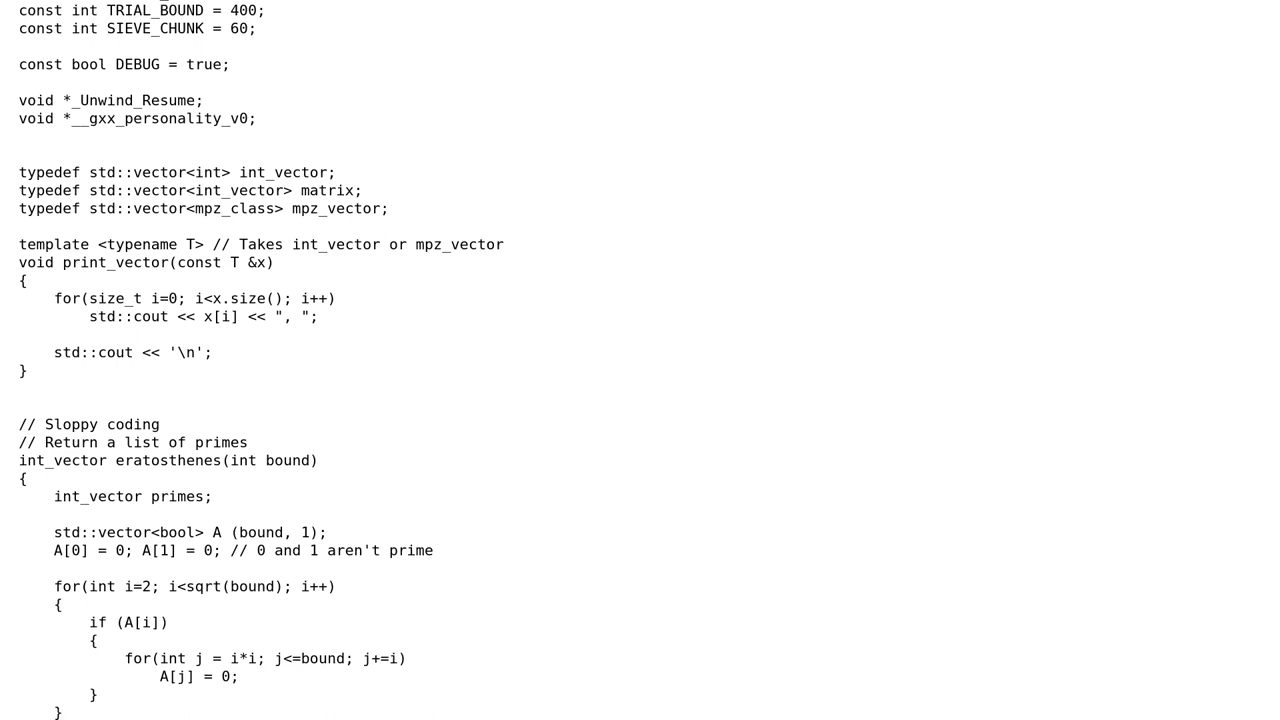 const int TRIAL_BOUND = 400;
const int SIEVE_CHUNK = 60;

const bool DEBUG = true;

void *_Unwind_Resume;
void *__gxx_personality_v0;


typedef std::vector<int> int_vector;
typedef std::vector<int_vector> matrix;
typedef std::vector<mpz_class> mpz_vector;

template <typename T> // Takes int_vector or mpz_vector
void print_vector(const T &x)
{
    for(size_t i=0; i<x.size(); i++)
        std::cout << x[i] << ", ";

    std::cout << '\n';
}


// Sloppy coding
// Return a list of primes
int_vector eratosthenes(int bound)
{
    int_vector primes;

    std::vector<bool> A (bound, 1);
    A[0] = 0; A[1] = 0; // 0 and 1 aren't prime

    for(int i=2; i<sqrt(bound); i++)
    {
        if (A[i])
        {
            for(int j = i*i; j<=bound; j+=i)
                A[j] = 0;
        }
    }